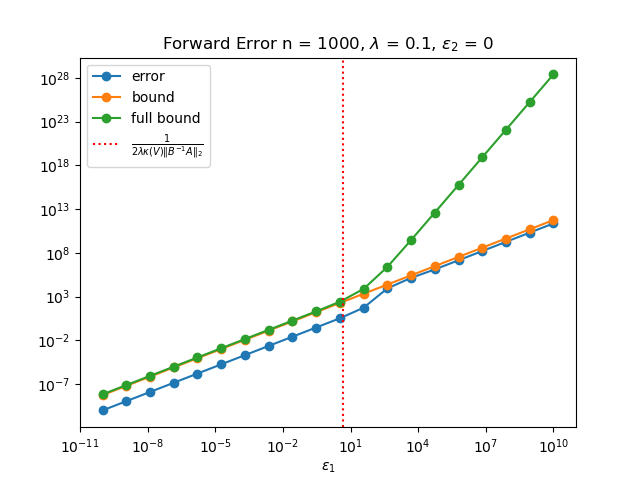 Forward Error n = 1000, λ = 0.1, ε₂ = 0
error
bound
full bound
1/(2λκ(V)‖B⁻¹A‖₂)
10²⁸
10²³
10¹⁸
10¹³
10⁸
10³
10⁻²
10⁻⁷
10⁻¹¹ 10⁻⁸ 10⁻⁵ 10⁻² 10¹ 10⁴ 10⁷ 10¹⁰
ε₁